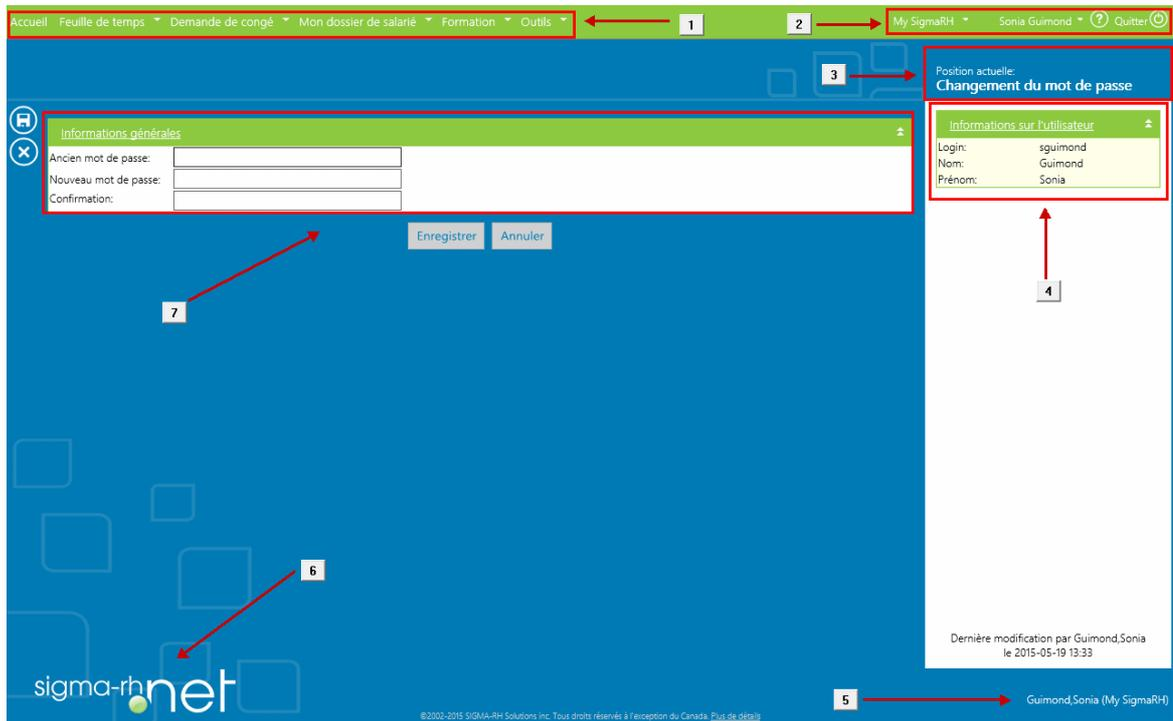 Accueil Feuille de temps Demande de congé Mon dossier de salarié Formation Outils
1
2
My SigmaRH Sonia Guimond ? Quitter
3
Position actuelle:
Changement du mot de passe
Informations générales
Ancien mot de passe:
Nouveau mot de passe:
Confirmation:
Enregistrer Annuler
Informations sur l'utilisateur
Login: sguimond
Nom: Guimond
Prénom: Sonia
4
7
6
Dernière modification par Guimond,Sonia
le 2015-05-19 13:33
sigma-rh net
5
Guimond,Sonia (My SigmaRH)
©2002-2015 SIGMA-RH Solutions inc. Tous droits réservés à l'exception du Canada. Plus de détails